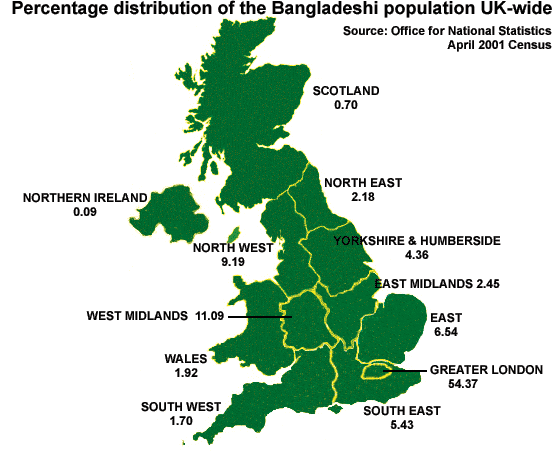 Percentage distribution of the Bangladeshi population UK-wide
Source: Office for National Statistics
April 2001 Census
SCOTLAND
0.70
NORTH EAST
2.18
NORTHERN IRELAND
0.09
NORTH WEST
9.19
YORKSHIRE & HUMBERSIDE
4.36
EAST MIDLANDS 2.45
WEST MIDLANDS 11.09
EAST
6.54
WALES
1.92
GREATER LONDON
54.37
SOUTH WEST
1.70
SOUTH EAST
5.43